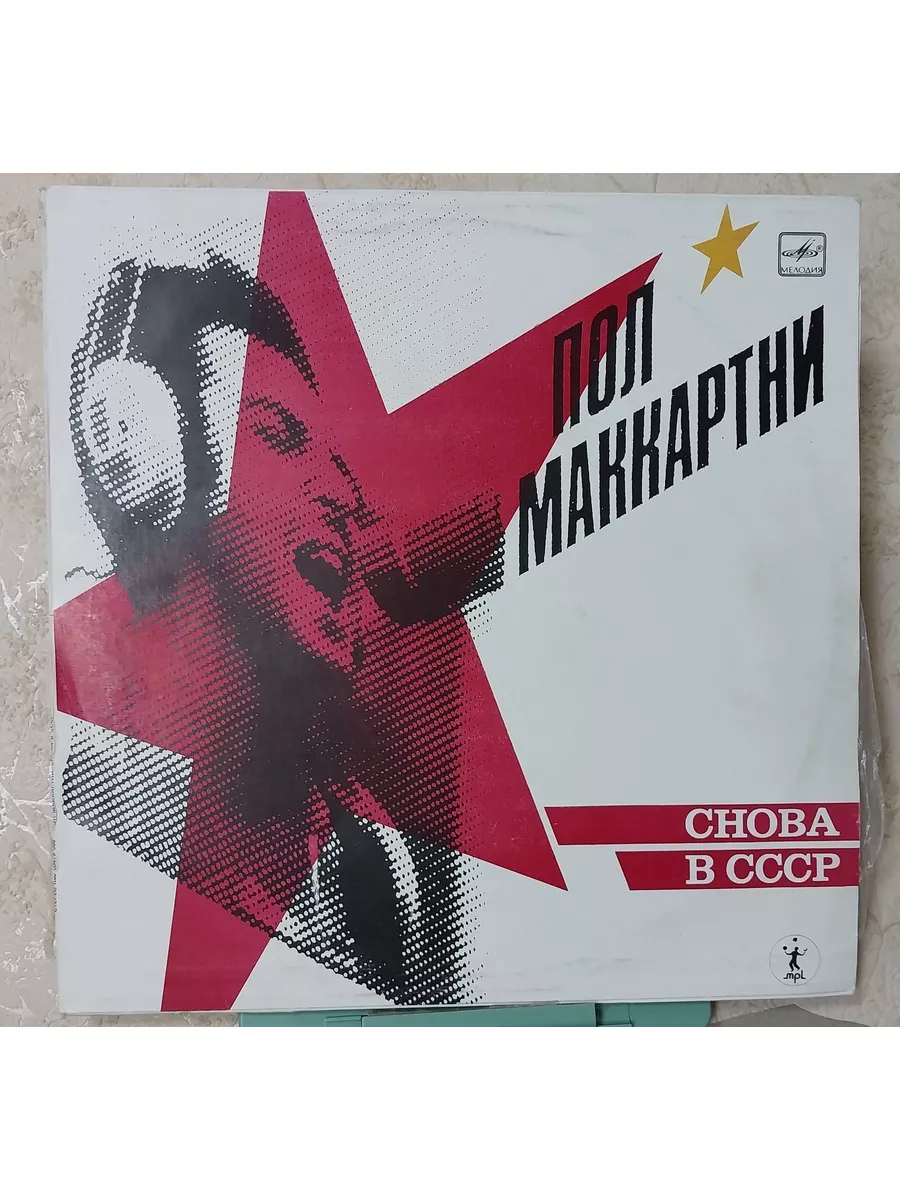 МЕЛОДИЯ
ПОЛ
МАККАРТНИ
СНОВА
В СССР
mpl